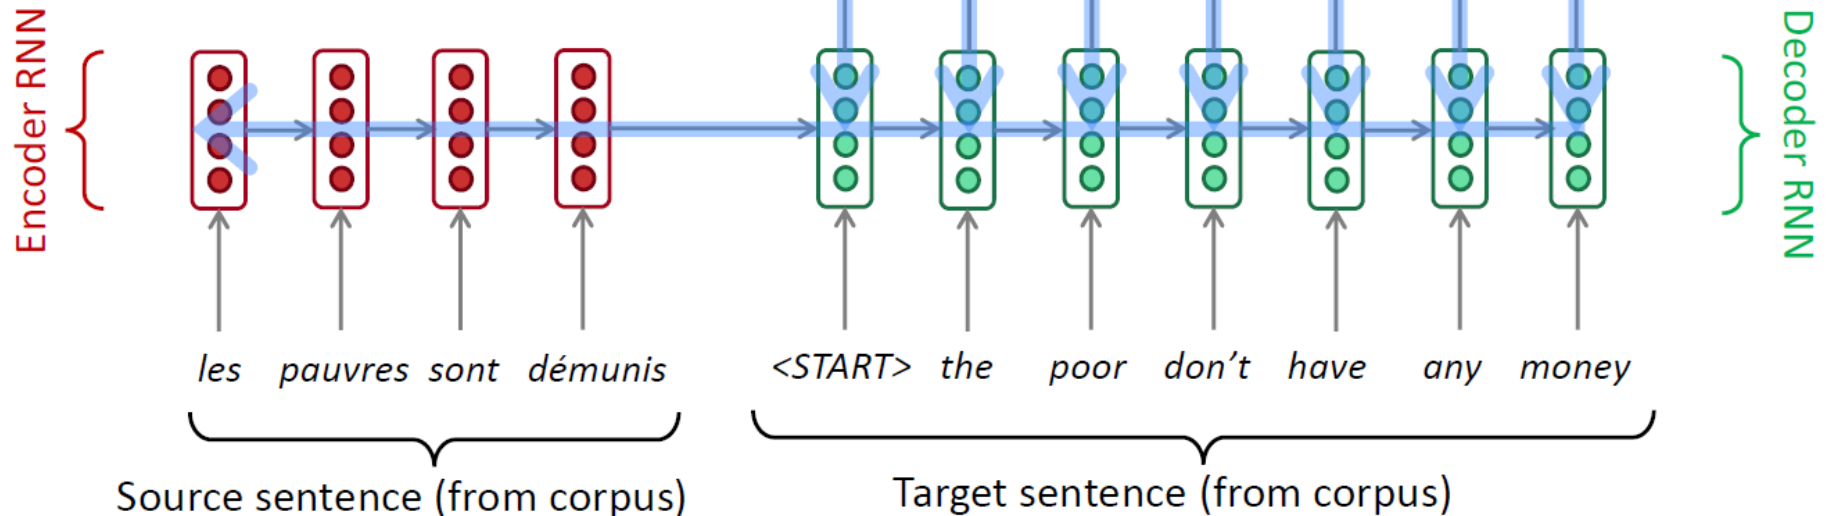 Encoder RNN
Decoder RNN
les pauvres sont démunis
<START> the poor don't have any money
Source sentence (from corpus)
Target sentence (from corpus)